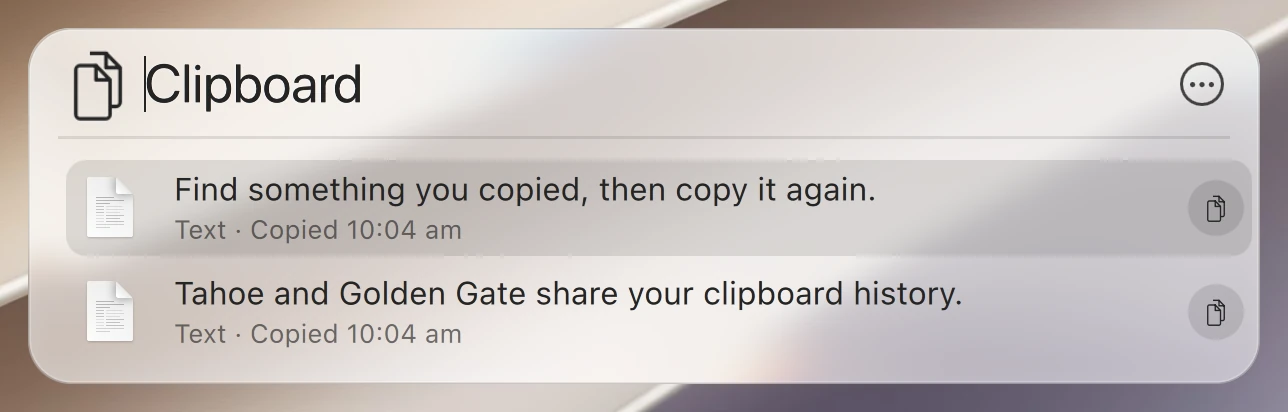 Clipboard
Find something you copied, then copy it again.
Text · Copied 10:04 am
Tahoe and Golden Gate share your clipboard history.
Text · Copied 10:04 am